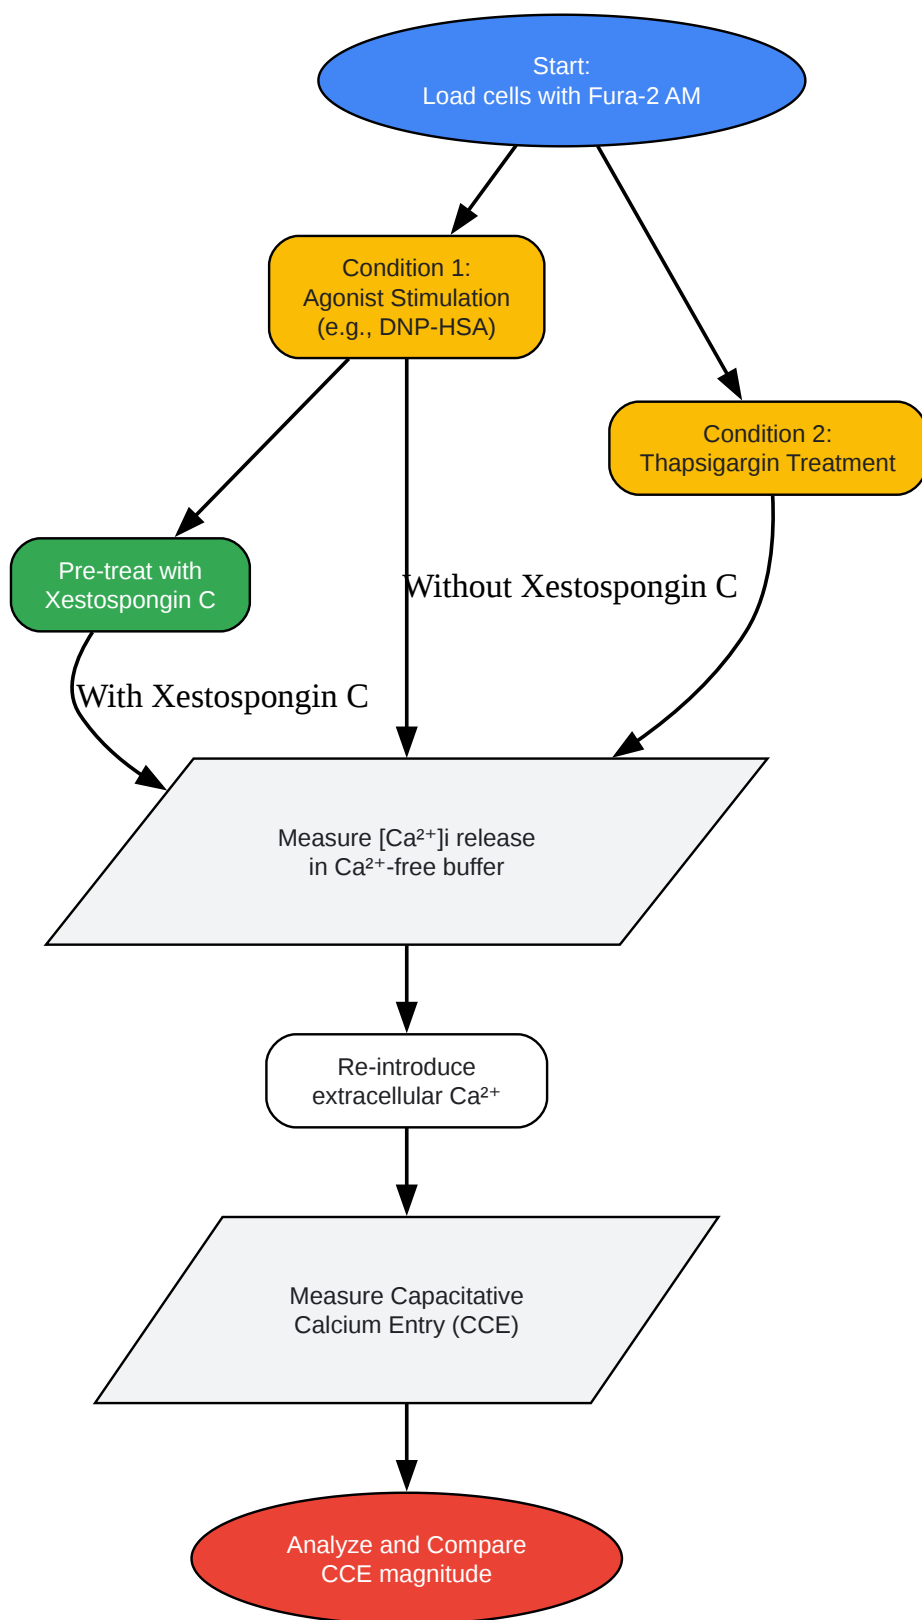 Start:
Load cells with Fura-2 AM
Condition 1:
Agonist Stimulation
(e.g., DNP-HSA)
Condition 2:
Thapsigargin Treatment
Pre-treat with
Xestospongin C
Without Xestospongin C
With Xestospongin C
Measure [Ca²⁺]i release
in Ca²⁺-free buffer
Re-introduce
extracellular Ca²⁺
Measure Capacitative
Calcium Entry (CCE)
Analyze and Compare
CCE magnitude